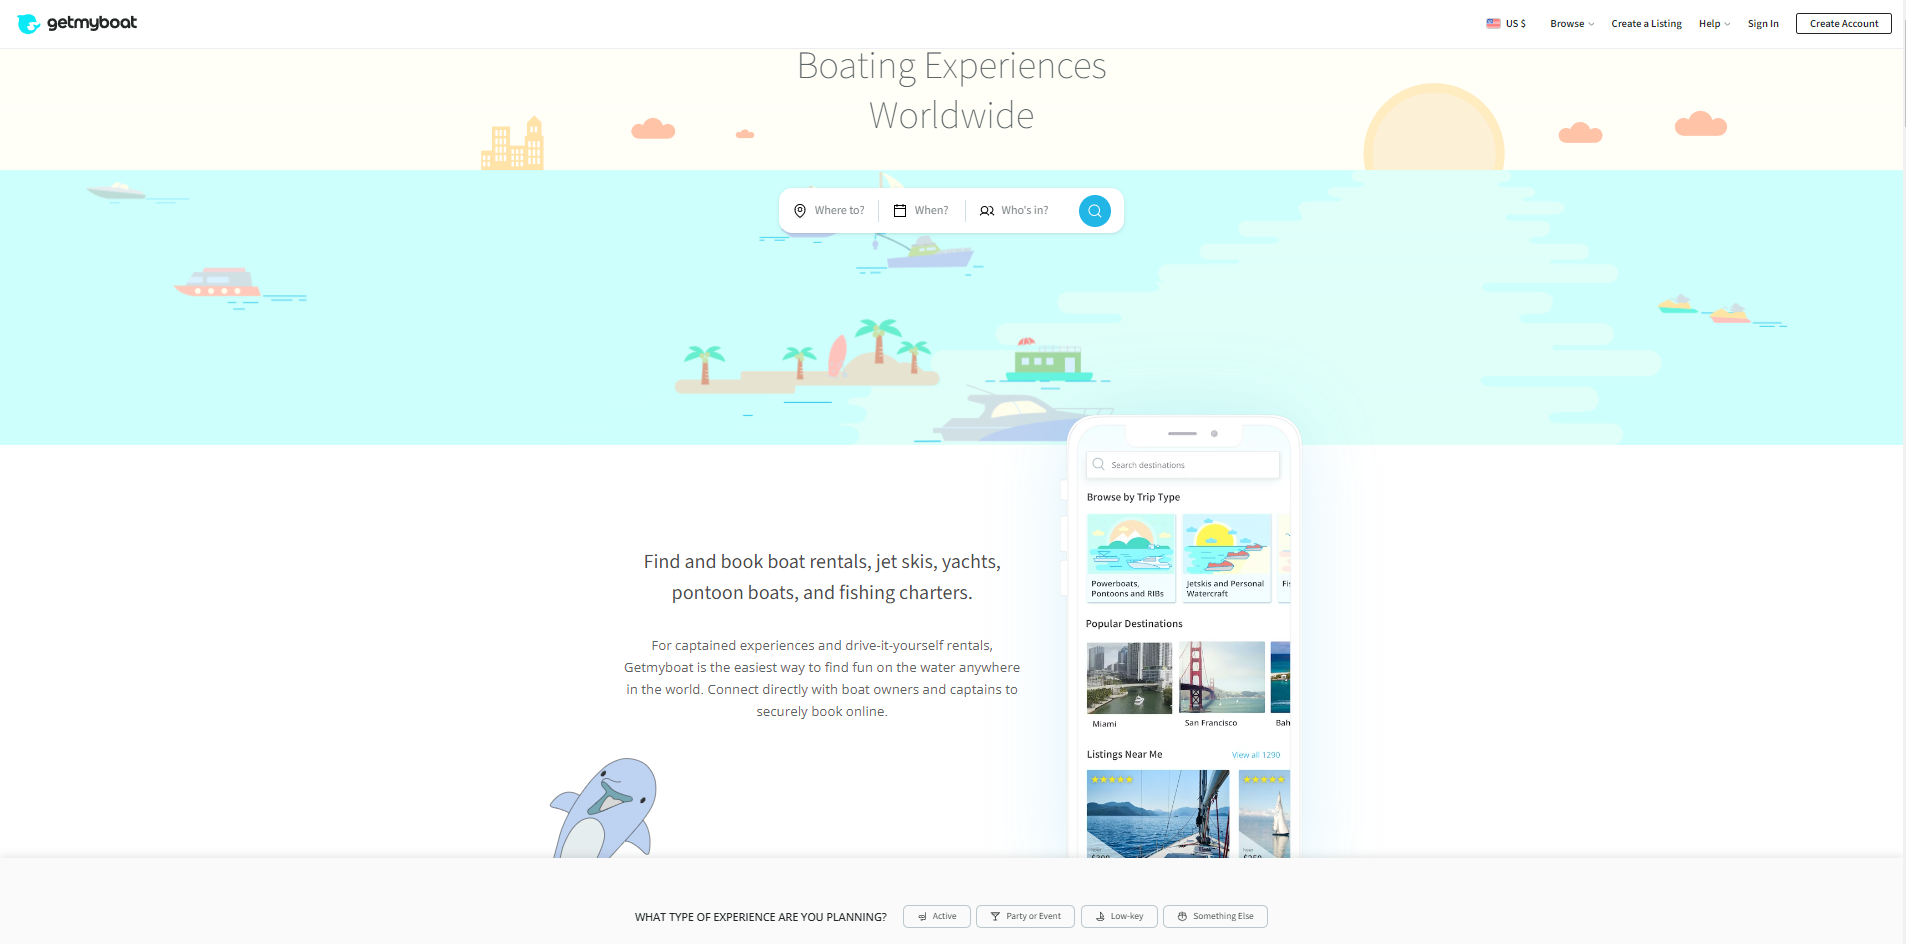 getmyboat
US $
Browse
Create a Listing
Help
Sign In
Create Account
Boating Experiences
Worldwide
Where to?
When?
Who's in?
Search destinations
Browse by Trip Type
Powerboats,
Pontoons and RIBs
Jetskis and Personal
Watercraft
Fis
Popular Destinations
Miami
San Francisco
Bah
Listings Near Me
View all 1290
Find and book boat rentals, jet skis, yachts,
pontoon boats, and fishing charters.
For captained experiences and drive-it-yourself rentals,
Getmyboat is the easiest way to find fun on the water anywhere
in the world. Connect directly with boat owners and captains to
securely book online.
WHAT TYPE OF EXPERIENCE ARE YOU PLANNING?
Active
Party or Event
Low-key
Something Else